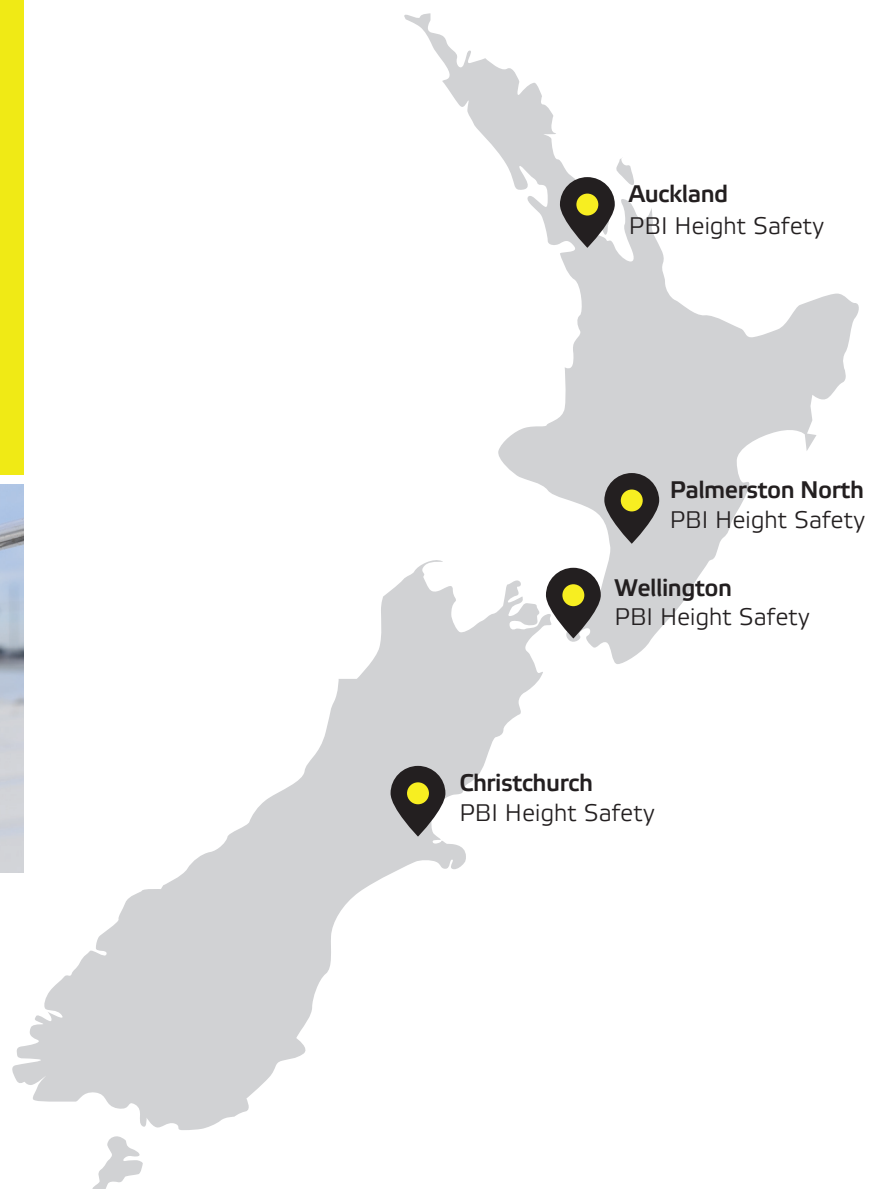 Auckland
PBI Height Safety
Palmerston North
PBI Height Safety
Wellington
PBI Height Safety
Christchurch
PBI Height Safety